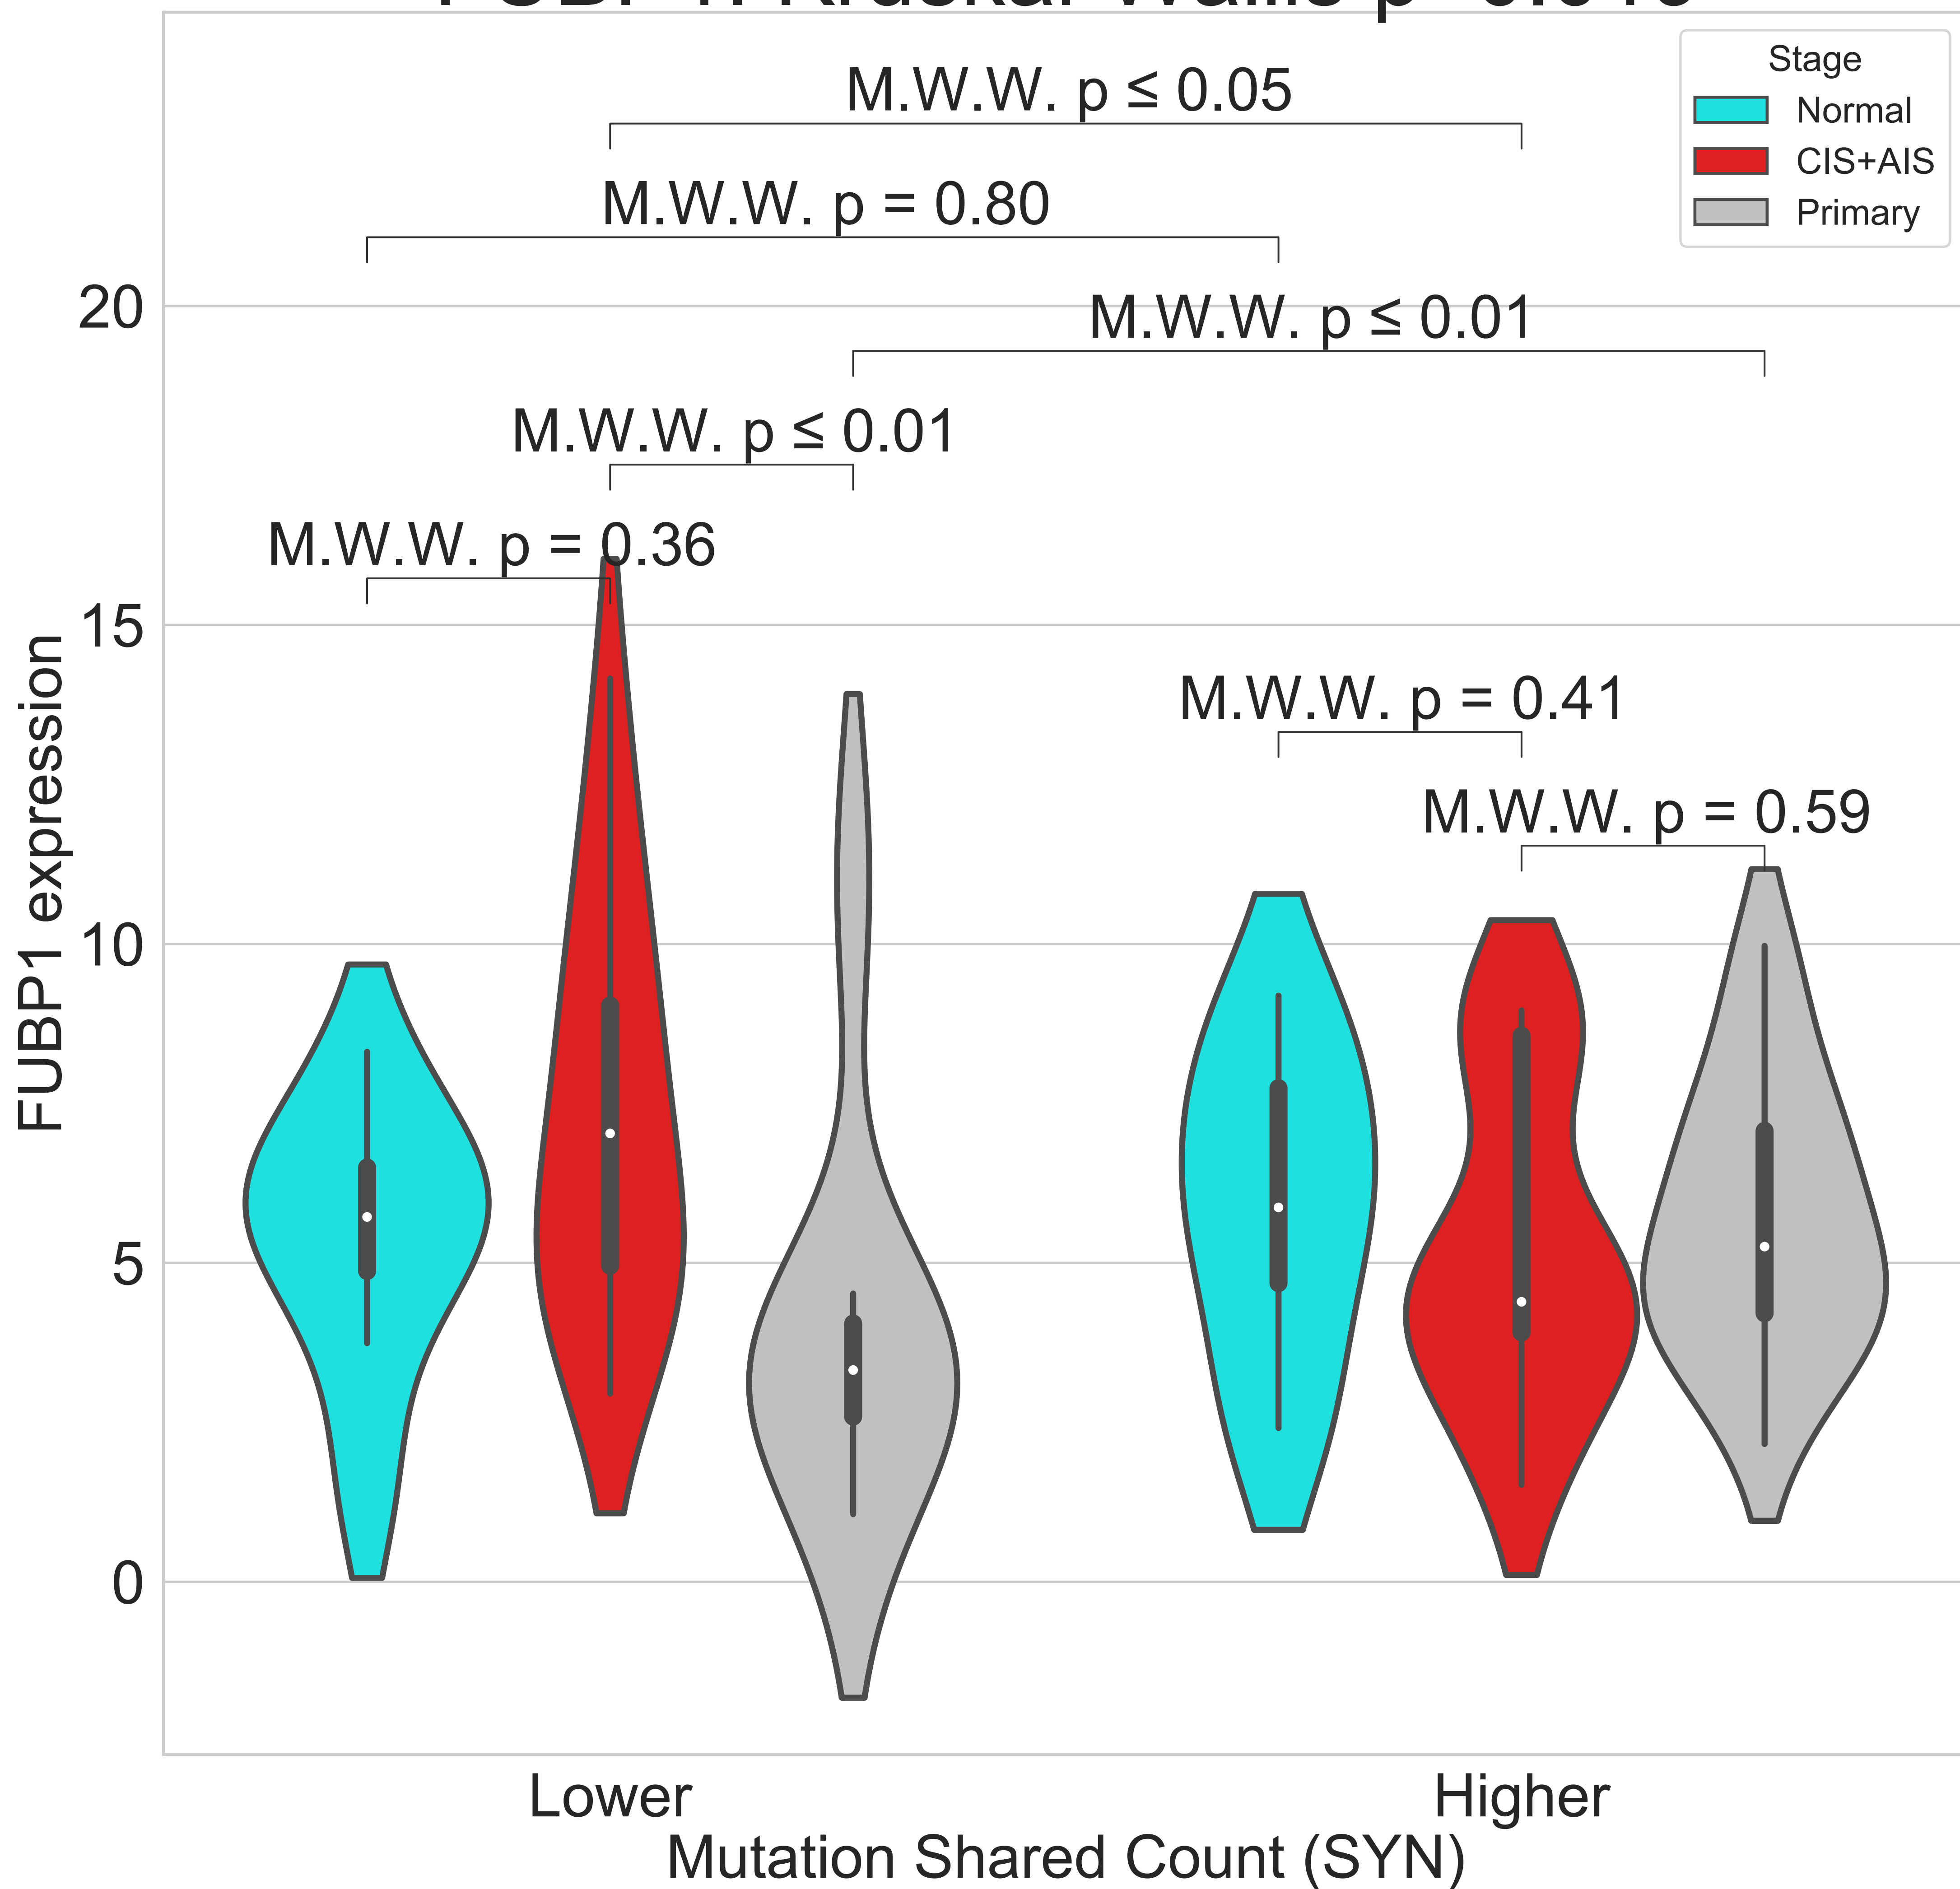 Stage
Normal
CIS+AIS
Primary
M.W.W. p ≤ 0.05
M.W.W. p = 0.80
M.W.W. p ≤ 0.01
M.W.W. p ≤ 0.01
M.W.W. p = 0.36
M.W.W. p = 0.41
M.W.W. p = 0.59
FUBP1 expression
20
15
10
5
0
Lower
Higher
Mutation Shared Count (SYN)